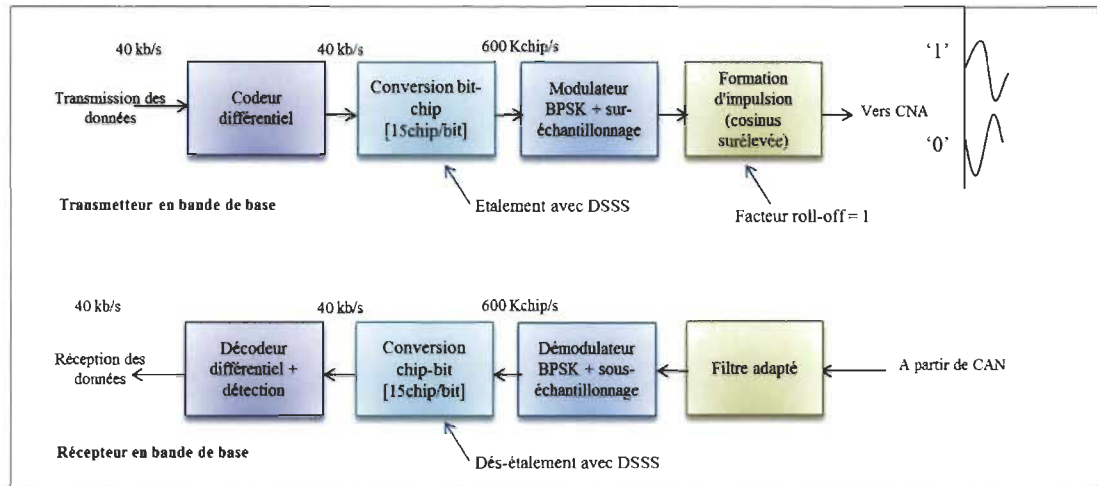 40 kb/s
40 kb/s
600 Kchip/s
‘1’
Transmission des
données
Codeur
différentiel
Conversion bit-
chip
[15chip/bit]
Modulateur
BPSK + sur-
échantillonnage
Formation
d'impulsion
(cosinus
surélevée)
Vers CNA
‘0’
Transmetteur en bande de base
Etalement avec DSSS
Facteur roll-off = 1
40 kb/s
40 kb/s
600 Kchip/s
Réception des
données
Décodeur
différentiel +
détection
Conversion
chip-bit
[15chip/bit]
Démodulateur
BPSK + sous-
échantillonnage
Filtre adapté
A partir de CAN
Récepteur en bande de base
Dés-étalement avec DSSS